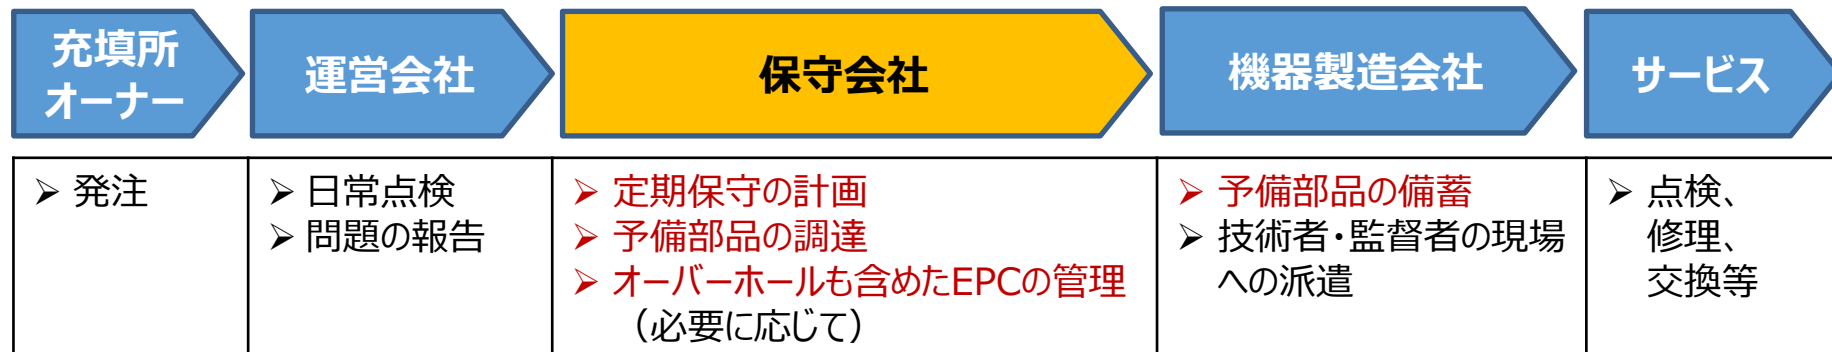 充填所
オーナー
運営会社
保守会社
機器製造会社
サービス
➢ 発注
➢ 日常点検
➢ 問題の報告
➢ 定期保守の計画
➢ 予備部品の調達
➢ オーバーホールも含めたEPCの管理
（必要に応じて）
➢ 予備部品の備蓄
➢ 技術者・監督者の現場
への派遣
➢ 点検、
修理、
交換等